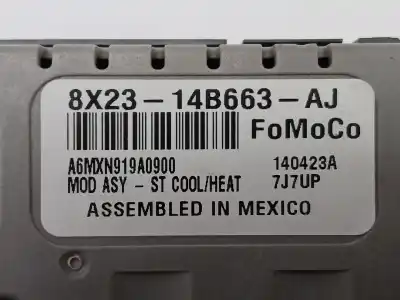 8X23-14B663-AJ
FoMoCo
A6MXN919A0900 140423A
MOD ASY - ST COOL/HEAT 7J7UP
ASSEMBLED IN MEXICO